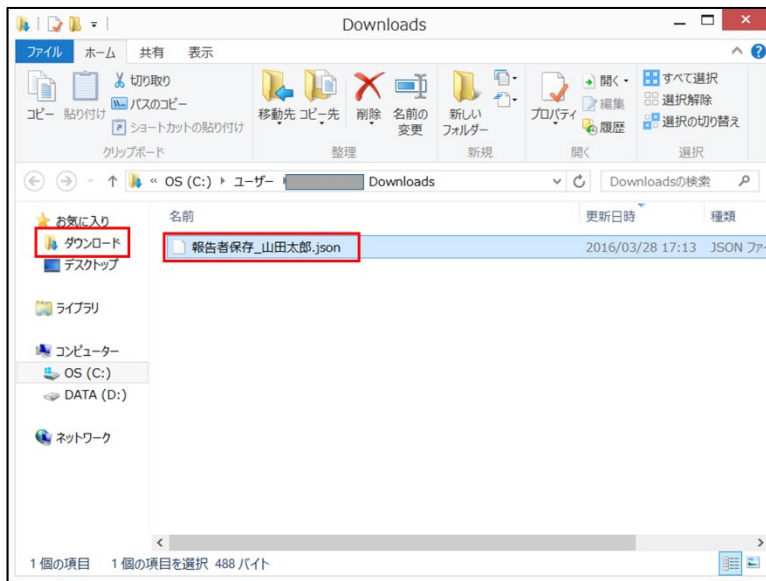 Downloads
ファイル ホーム 共有 表示
コピー 貼り付け 切り取り パスのコピー ショートカットの貼り付け
クリップボード
移動先 コピー先 削除 名前の変更
整理
新しいフォルダー
新規
プロパティ 開く 編集 履歴
開く
すべて選択 選択解除 選択の切り替え
選択
« OS (C:) ユーザー Downloads
Downloadsの検索
お気に入り
ダウンロード
デスクトップ
ライブラリ
コンピューター
OS (C:)
DATA (D:)
ネットワーク
名前 更新日時 種類
報告者保存_山田太郎.json 2016/03/28 17:13 JSON
1 個の項目 1 個の項目を選択 488 バイト